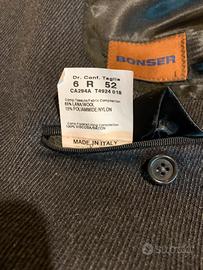 BONSER
Dr. Conf. Taglia
6 R 52
CA294A T4924 018
85% LANA/WOOL
15% POLIAMMIDE/NYLON
100% VISCOSA/RAYON
MADE IN ITALY
SUBITO